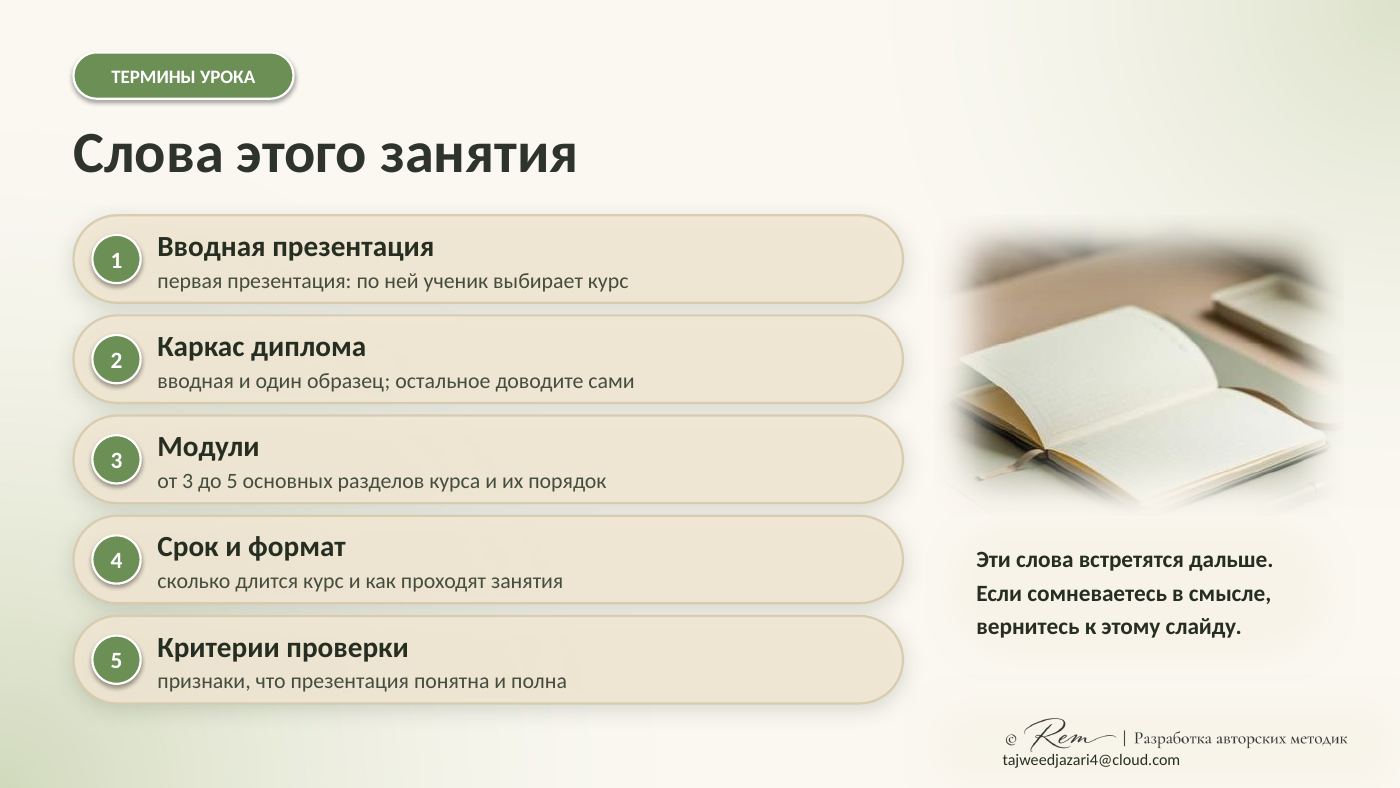 ТЕРМИНЫ УРОКА
Слова этого занятия
1
Вводная презентация
первая презентация: по ней ученик выбирает курс
2
Каркас диплома
вводная и один образец; остальное доводите сами
3
Модули
от 3 до 5 основных разделов курса и их порядок
4
Срок и формат
сколько длится курс и как проходят занятия
5
Критерии проверки
признаки, что презентация понятна и полна
Эти слова встретятся дальше.
Если сомневаетесь в смысле,
вернитесь к этому слайду.
© Rem | Разработка авторских методик
tajweedjazari4@cloud.com